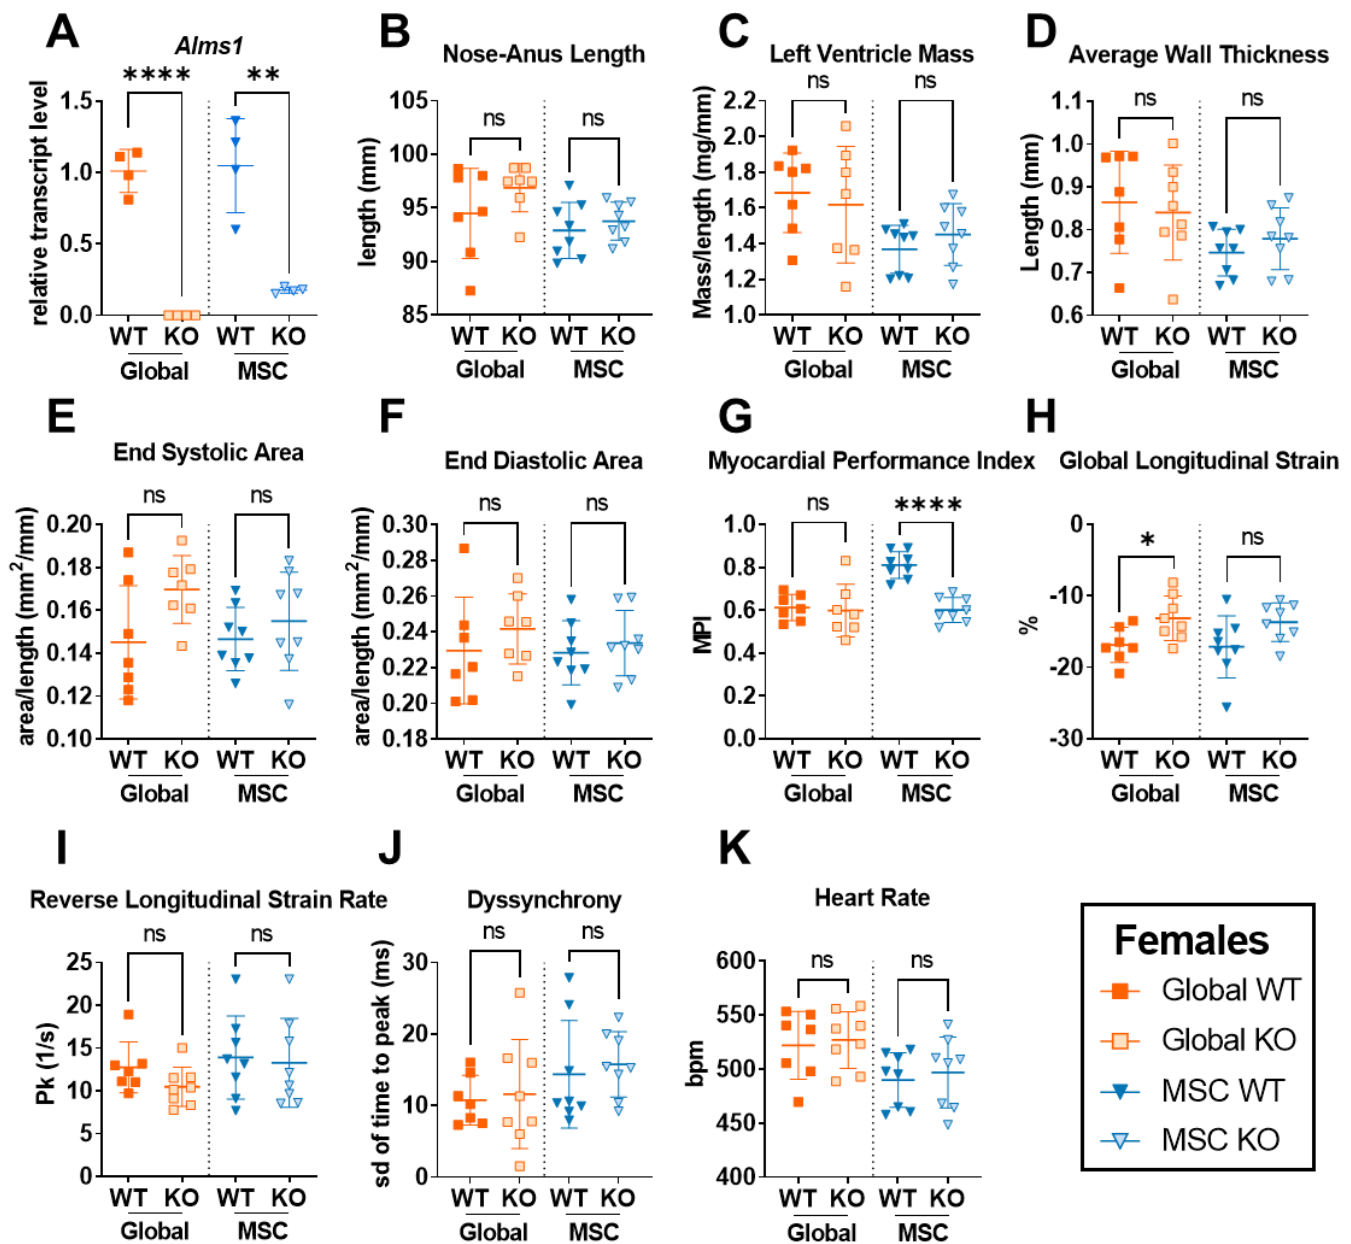 A
Alms1
**** **
relative transcript level
1.5
1.0
0.5
0.0
WT KO WT KO
Global MSC
B
Nose-Anus Length
ns ns
length (mm)
105
100
95
90
85
WT KO WT KO
Global MSC
C
Left Ventricle Mass
ns ns
Mass/length (mg/mm)
2.2
2.0
1.8
1.6
1.4
1.2
1.0
WT KO WT KO
Global MSC
D
Average Wall Thickness
ns ns
Length (mm)
1.1
1.0
0.9
0.8
0.7
0.6
WT KO WT KO
Global MSC
E
End Systolic Area
ns ns
area/length (mm²/mm)
0.20
0.18
0.16
0.14
0.12
0.10
WT KO WT KO
Global MSC
F
End Diastolic Area
ns ns
area/length (mm²/mm)
0.30
0.28
0.26
0.24
0.22
0.20
0.18
WT KO WT KO
Global MSC
G
Myocardial Performance Index
ns ****
MPI
1.0
0.8
0.6
0.4
0.2
0.0
WT KO WT KO
Global MSC
H
Global Longitudinal Strain
* ns
%
0
-10
-20
-30
WT KO WT KO
Global MSC
I
Reverse Longitudinal Strain Rate
ns ns
Pk (1/s)
25
20
15
10
5
0
WT KO WT KO
Global MSC
J
Dyssynchrony
ns ns
sd of time to peak (ms)
30
20
10
0
WT KO WT KO
Global MSC
K
Heart Rate
ns ns
bpm
600
550
500
450
400
WT KO WT KO
Global MSC
Females
Global WT
Global KO
MSC WT
MSC KO